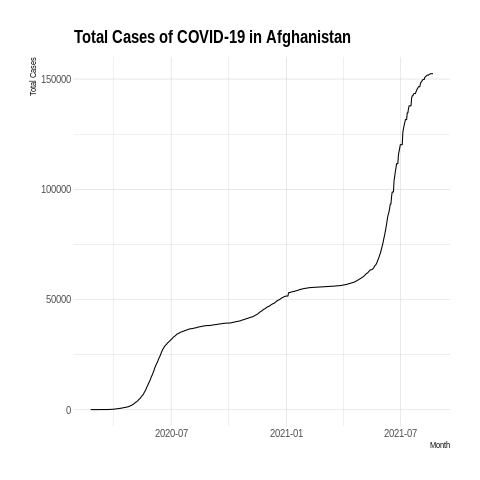 Total Cases of COVID-19 in Afghanistan
Total Cases
150000
100000
50000
0
2020-07
2021-01
2021-07
Month